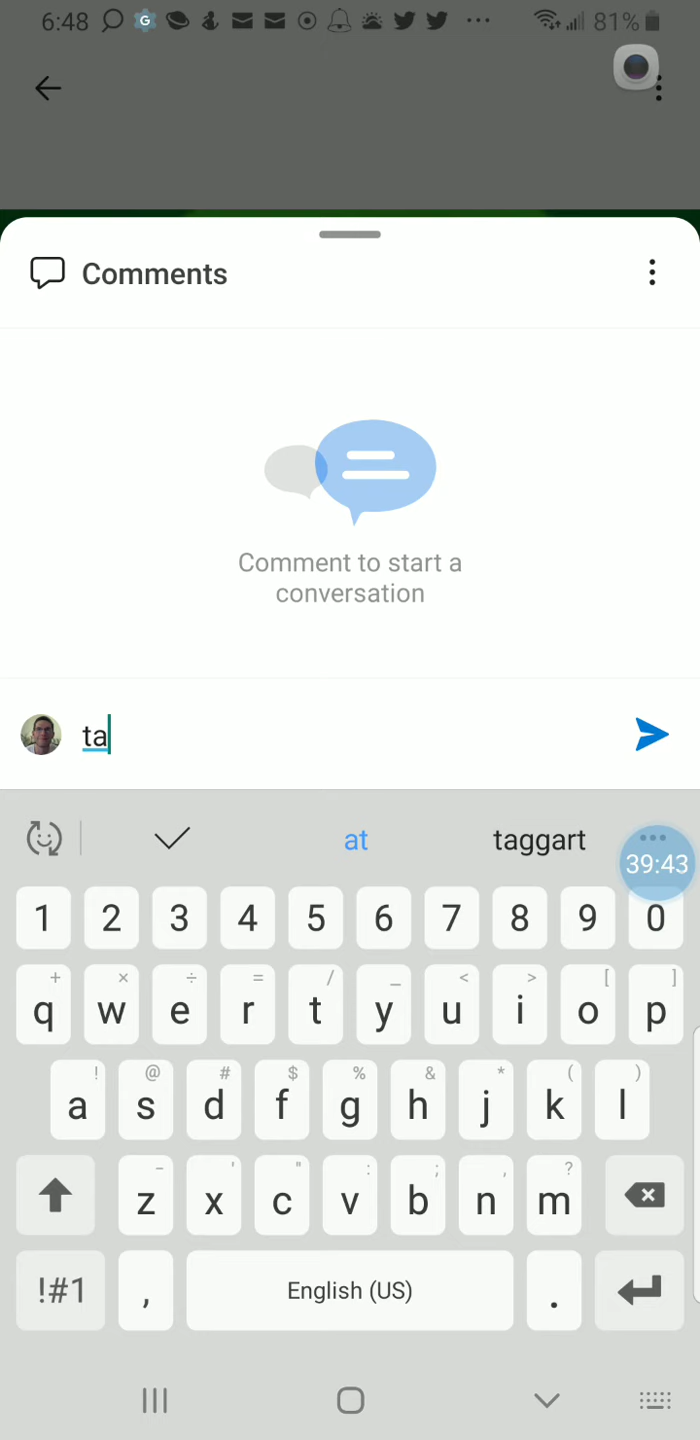 6:48 G 81%
Comments
Comment to start a
conversation
ta
at taggart
39:43
1 2 3 4 5 6 7 8 9 0
+ × ÷ = / _ < > [ ]
q w e r t y u i o p
! @ # $ % & * ( )
a s d f g h j k l
- ' " : ; , ?
z x c v b n m
!#1 , English (US) .